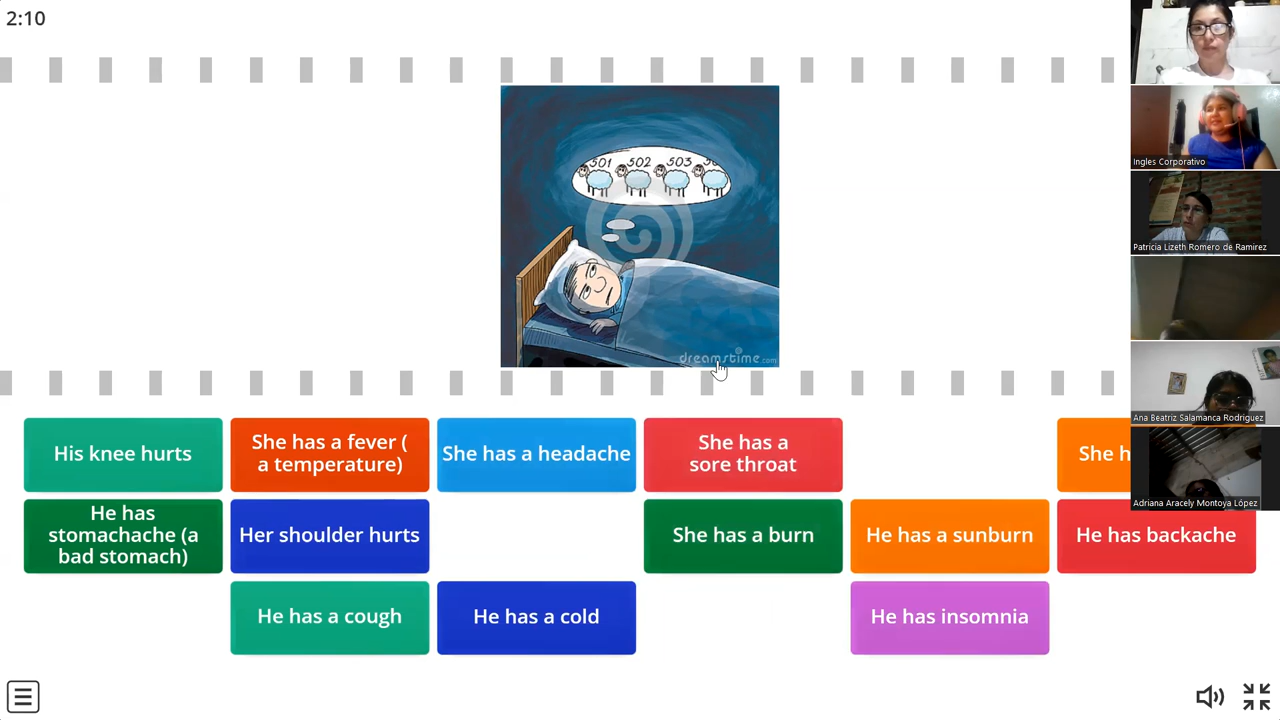 2:10
501 502 503
dreamstime.com
Ingles Corporativo
Patricia Lizeth Romero de Ramirez
Ana Beatriz Salamanca Rodriguez
Adriana Aracely Montoya López
His knee hurts
She has a fever (
a temperature)
She has a headache
She has a
sore throat
She h
He has
stomachache (a
bad stomach)
Her shoulder hurts
She has a burn
He has a sunburn
He has backache
He has a cough
He has a cold
He has insomnia